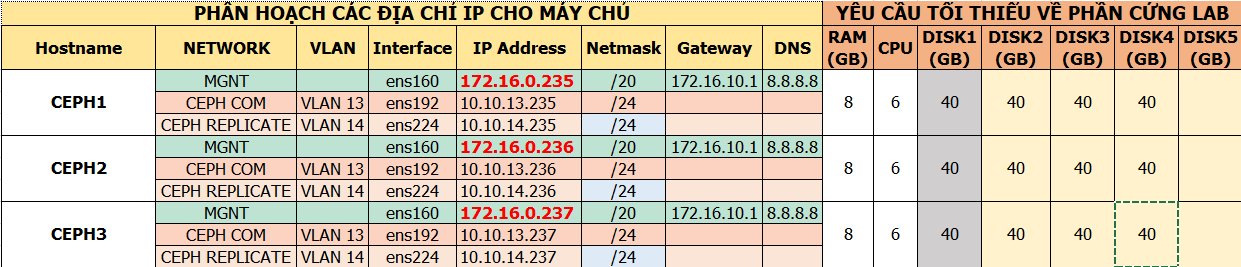 PHÂN HOẠCH CÁC ĐỊA CHỈ IP CHO MÁY CHỦ YÊU CẦU TỐI THIẾU VỀ PHẦN CỨNG LAB
Hostname NETWORK VLAN Interface IP Address Netmask Gateway DNS RAM (GB) CPU DISK1 (GB) DISK2 (GB) DISK3 (GB) DISK4 (GB) DISK5 (GB)
CEPH1 MGNT ens160 172.16.0.235 /20 172.16.10.1 8.8.8.8 8 6 40 40 40 40
CEPH COM VLAN 13 ens192 10.10.13.235 /24
CEPH REPLICATE VLAN 14 ens224 10.10.14.235 /24
CEPH2 MGNT ens160 172.16.0.236 /20 172.16.10.1 8.8.8.8 8 6 40 40 40 40
CEPH COM VLAN 13 ens192 10.10.13.236 /24
CEPH REPLICATE VLAN 14 ens224 10.10.14.236 /24
CEPH3 MGNT ens160 172.16.0.237 /20 172.16.10.1 8.8.8.8 8 6 40 40 40 40
CEPH COM VLAN 13 ens192 10.10.13.237 /24
CEPH REPLICATE VLAN 14 ens224 10.10.14.237 /24